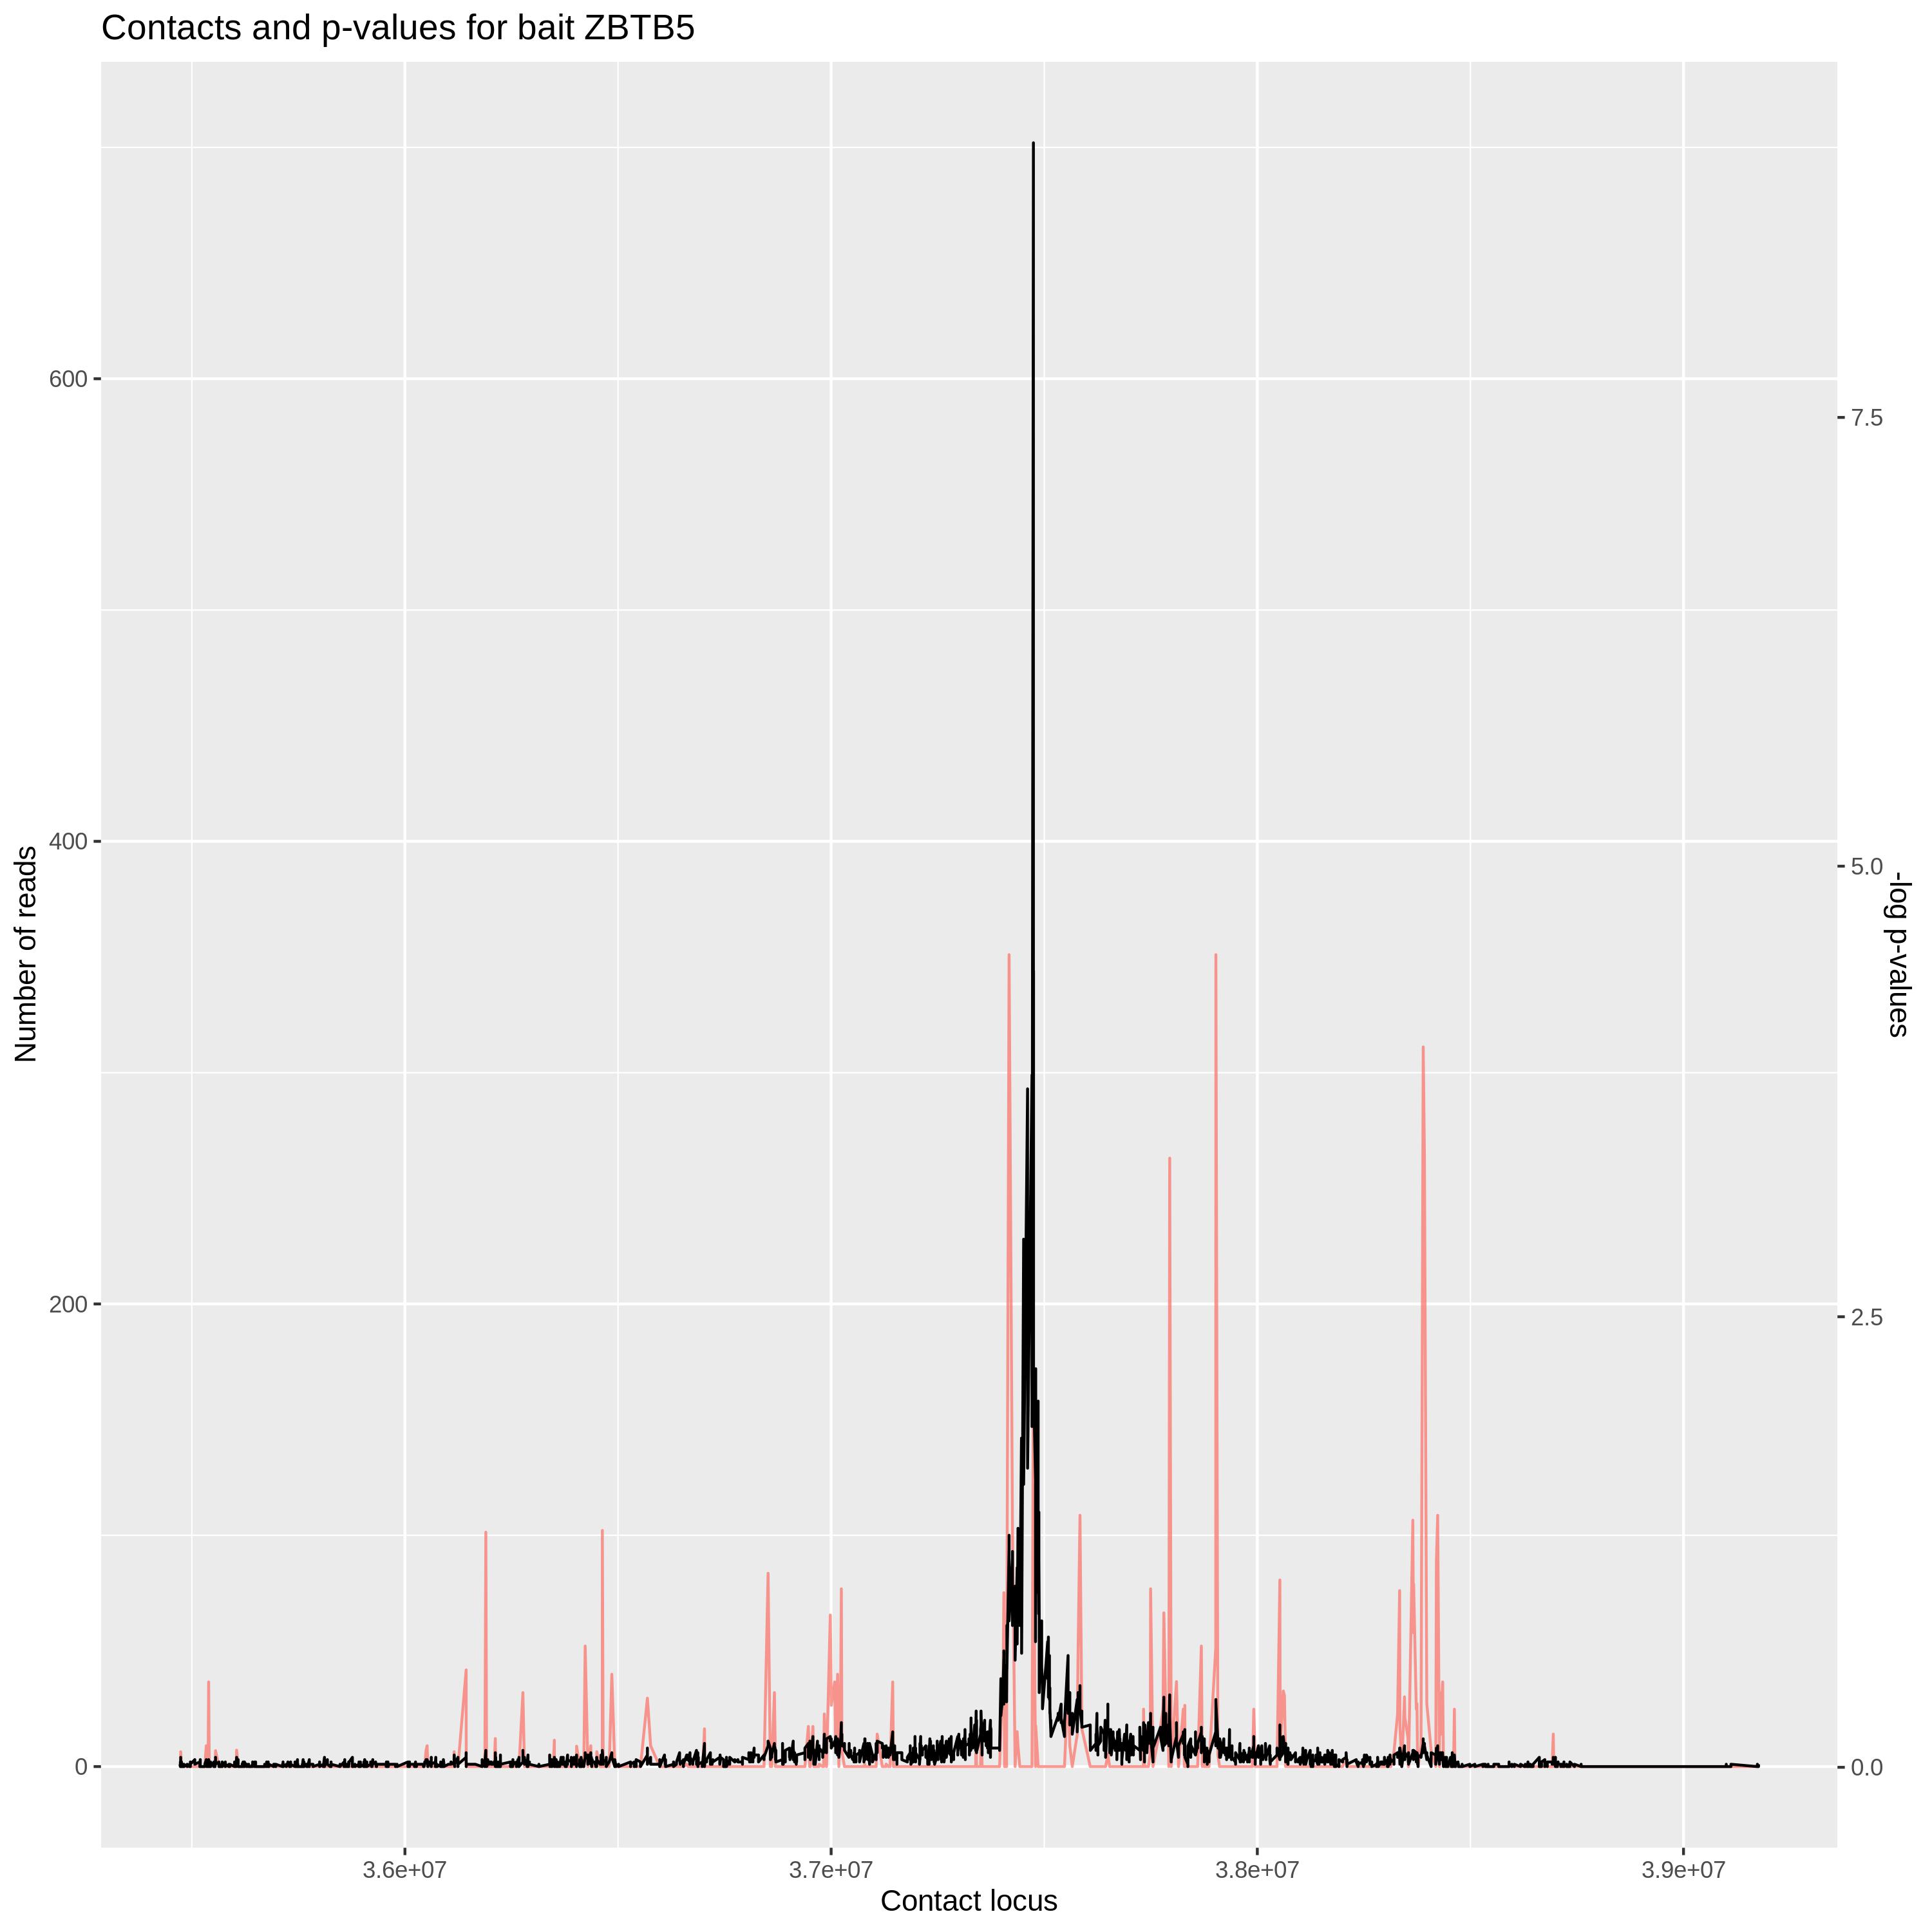 Contacts and p-values for bait ZBTB5
600
400
200
0
Number of reads
7.5
5.0
2.5
0.0
-log p-values
3.6e+07
3.7e+07
3.8e+07
3.9e+07
Contact locus